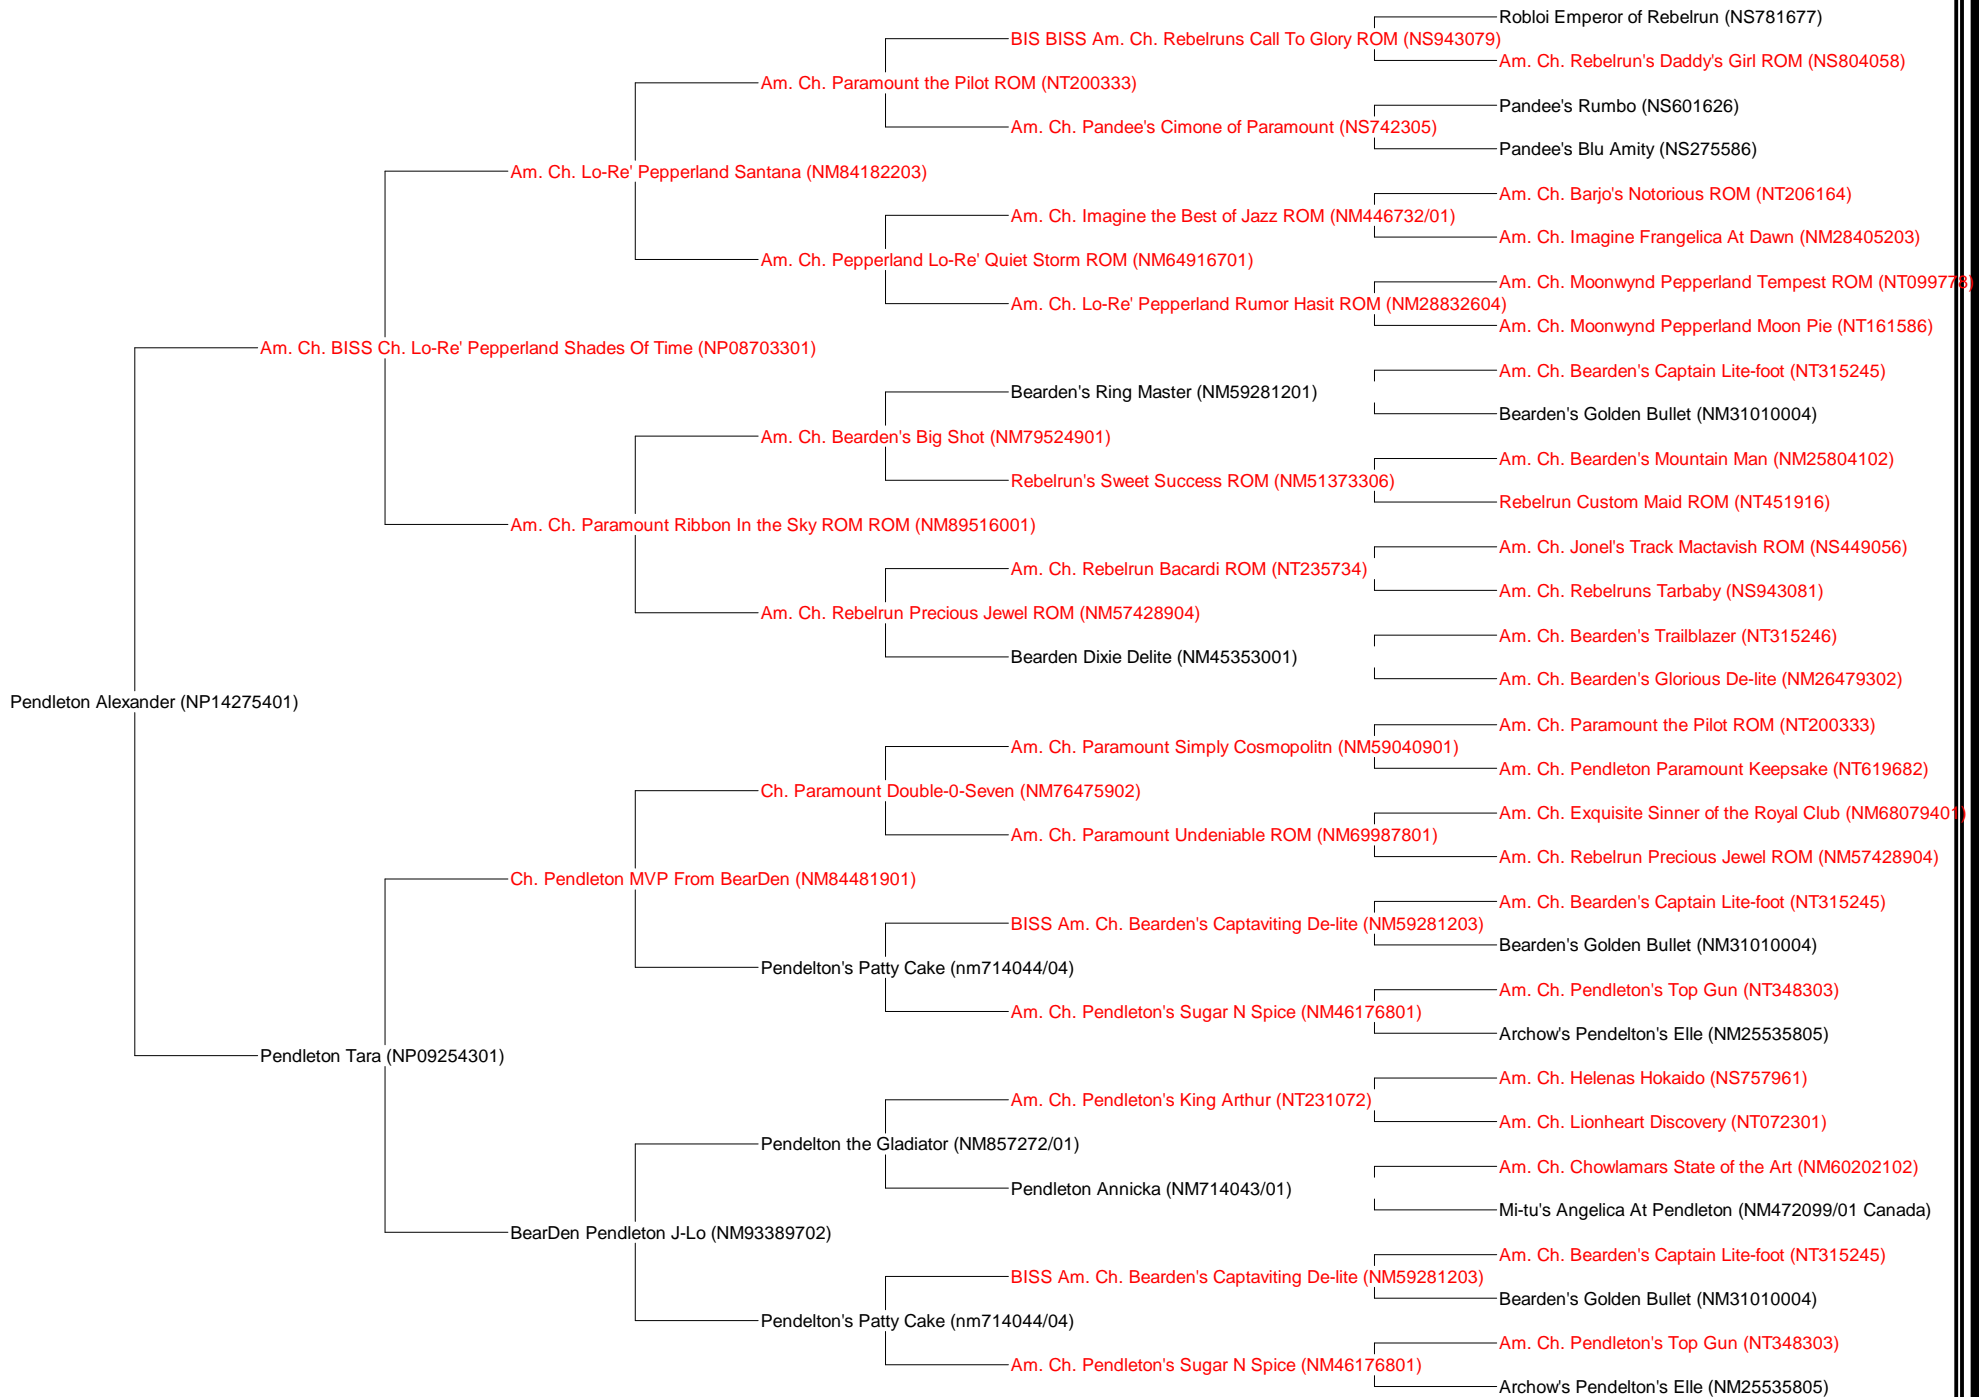 Robloi Emperor of Rebelrun (NS781677)
BIS BISS Am. Ch. Rebelruns Call To Glory ROM (NS943079)
Am. Ch. Rebelrun's Daddy's Girl ROM (NS804058)
Am. Ch. Paramount the Pilot ROM (NT200333)
Pandee's Rumbo (NS601626)
Am. Ch. Pandee's Cimone of Paramount (NS742305)
Pandee's Blu Amity (NS275586)
Am. Ch. Lo-Re' Pepperland Santana (NM84182203)
Am. Ch. Barjo's Notorious ROM (NT206164)
Am. Ch. Imagine the Best of Jazz ROM (NM446732/01)
Am. Ch. Imagine Frangelica At Dawn (NM28405203)
Am. Ch. Pepperland Lo-Re' Quiet Storm ROM (NM64916701)
Am. Ch. Moonwynd Pepperland Tempest ROM (NT099778)
Am. Ch. Lo-Re' Pepperland Rumor Hasit ROM (NM28832604)
Am. Ch. Moonwynd Pepperland Moon Pie (NT161586)
Am. Ch. BISS Ch. Lo-Re' Pepperland Shades Of Time (NP08703301)
Am. Ch. Bearden's Captain Lite-foot (NT315245)
Bearden's Ring Master (NM59281201)
Bearden's Golden Bullet (NM31010004)
Am. Ch. Bearden's Big Shot (NM79524901)
Am. Ch. Bearden's Mountain Man (NM25804102)
Rebelrun's Sweet Success ROM (NM51373306)
Rebelrun Custom Maid ROM (NT451916)
Am. Ch. Paramount Ribbon In the Sky ROM ROM (NM89516001)
Am. Ch. Jonel's Track Mactavish ROM (NS449056)
Am. Ch. Rebelrun Bacardi ROM (NT235734)
Am. Ch. Rebelruns Tarbaby (NS943081)
Am. Ch. Rebelrun Precious Jewel ROM (NM57428904)
Am. Ch. Bearden's Trailblazer (NT315246)
Bearden Dixie Delite (NM45353001)
Am. Ch. Bearden's Glorious De-lite (NM26479302)
Pendleton Alexander (NP14275401)
Am. Ch. Paramount the Pilot ROM (NT200333)
Am. Ch. Paramount Simply Cosmopolitn (NM59040901)
Am. Ch. Pendleton Paramount Keepsake (NT619682)
Ch. Paramount Double-0-Seven (NM76475902)
Am. Ch. Exquisite Sinner of the Royal Club (NM68079401)
Am. Ch. Paramount Undeniable ROM (NM69987801)
Am. Ch. Rebelrun Precious Jewel ROM (NM57428904)
Ch. Pendleton MVP From BearDen (NM84481901)
Am. Ch. Bearden's Captain Lite-foot (NT315245)
BISS Am. Ch. Bearden's Captaviting De-lite (NM59281203)
Bearden's Golden Bullet (NM31010004)
Pendelton's Patty Cake (nm714044/04)
Am. Ch. Pendleton's Top Gun (NT348303)
Am. Ch. Pendleton's Sugar N Spice (NM46176801)
Archow's Pendelton's Elle (NM25535805)
Pendleton Tara (NP09254301)
Am. Ch. Helenas Hokaido (NS757961)
Am. Ch. Pendleton's King Arthur (NT231072)
Am. Ch. Lionheart Discovery (NT072301)
Pendelton the Gladiator (NM857272/01)
Am. Ch. Chowlamars State of the Art (NM60202102)
Pendleton Annicka (NM714043/01)
Mi-tu's Angelica At Pendleton (NM472099/01 Canada)
BearDen Pendleton J-Lo (NM93389702)
Am. Ch. Bearden's Captain Lite-foot (NT315245)
BISS Am. Ch. Bearden's Captaviting De-lite (NM59281203)
Bearden's Golden Bullet (NM31010004)
Pendelton's Patty Cake (nm714044/04)
Am. Ch. Pendleton's Top Gun (NT348303)
Am. Ch. Pendleton's Sugar N Spice (NM46176801)
Archow's Pendelton's Elle (NM25535805)